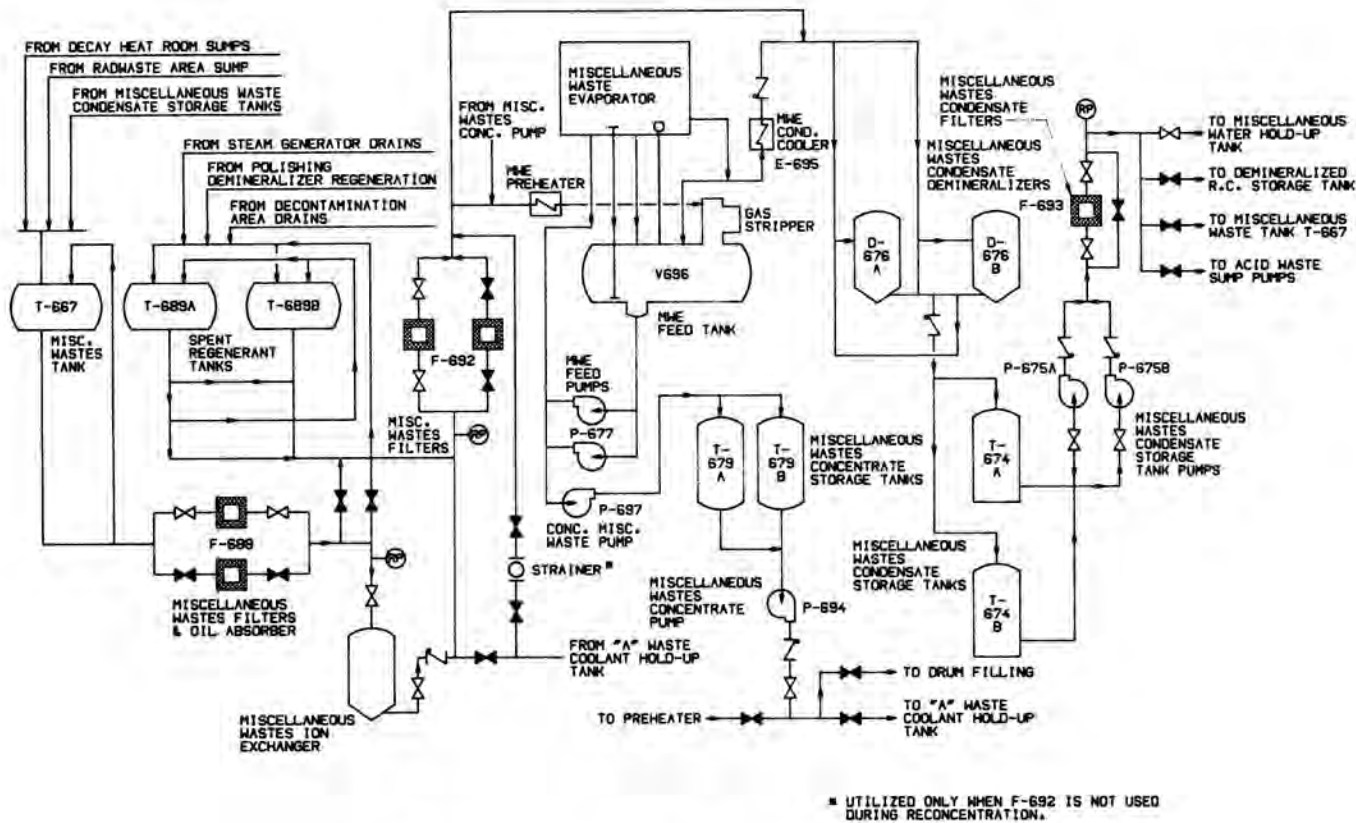 FROM DECAY HEAT ROOM SUMPS
FROM RADWASTE AREA SUMP
FROM MISCELLANEOUS WASTE
CONDENSATE STORAGE TANKS
FROM STEAM GENERATOR DRAINS
FROM POLISHING
DEMINERALIZER REGENERATION
FROM DECONTAMINATION
AREA DRAINS
T-667
MISC.
WASTES
TANK
T-689A
T-689B
SPENT
REGENERANT
TANKS
F-689
MISCELLANEOUS
WASTES FILTERS
& OIL ABSORBER
RP
MISCELLANEOUS
WASTES ION
EXCHANGER
FROM MISC.
WASTES
CONC. PUMP
MWE
PREHEATER
F-692
MISC.
WASTES
FILTERS
RP
STRAINER*
FROM "A" WASTE
COOLANT HOLD-UP
TANK
MISCELLANEOUS
WASTE
EVAPORATOR
GAS
STRIPPER
V696
MWE
FEED TANK
MWE
FEED
PUMPS
P-677
P-697
CONC. MISC.
WASTE PUMP
MWE
COND.
COOLER
E-695
T-
679
A
T-
679
B
MISCELLANEOUS
WASTES
CONCENTRATE
STORAGE TANKS
MISCELLANEOUS
WASTES
CONCENTRATE
PUMP
P-694
TO PREHEATER
TO DRUM FILLING
TO "A" WASTE
COOLANT HOLD-UP
TANK
MISCELLANEOUS
WASTES
CONDENSATE
FILTERS
MISCELLANEOUS
WASTES
CONDENSATE
DEMINERALIZERS
F-693
RP
D-
676
A
D-
676
B
TO MISCELLANEOUS
WATER HOLD-UP
TANK
TO DEMINERALIZED
R.C. STORAGE TANK
TO MISCELLANEOUS
WASTE TANK T-667
TO ACID WASTE
SUMP PUMPS
P-675A
P-675B
MISCELLANEOUS
WASTES
CONDENSATE
STORAGE
TANK PUMPS
T-
674
A
MISCELLANEOUS
WASTES
CONDENSATE
STORAGE TANKS
T-
674
B
* UTILIZED ONLY WHEN F-692 IS NOT USED
DURING RECONCENTRATION.